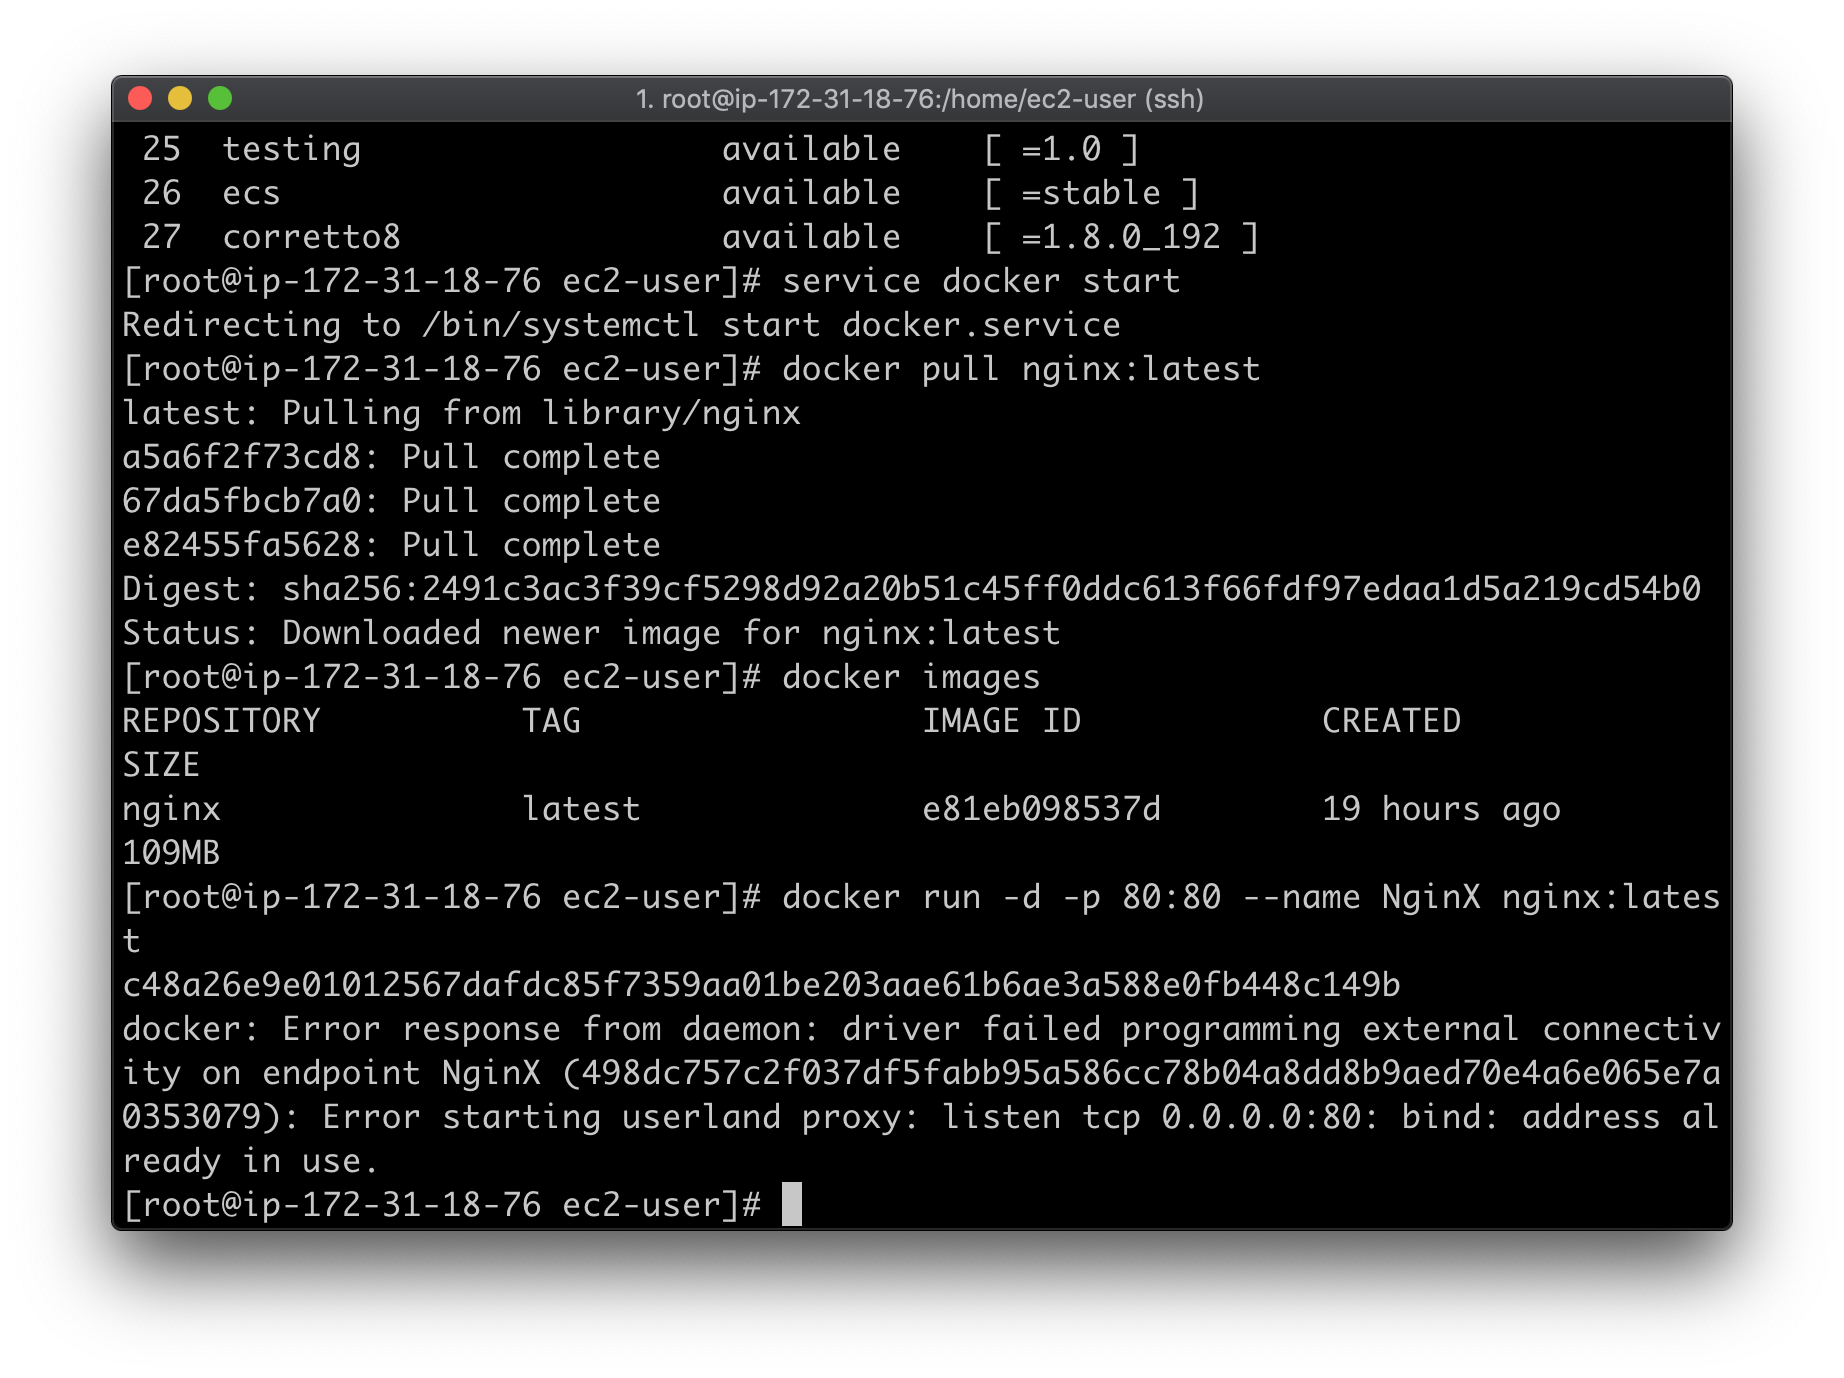 1. root@ip-172-31-18-76:/home/ec2-user (ssh)
25 testing available [ =1.0 ]
26 ecs available [ =stable ]
27 corretto8 available [ =1.8.0_192 ]
[root@ip-172-31-18-76 ec2-user]# service docker start
Redirecting to /bin/systemctl start docker.service
[root@ip-172-31-18-76 ec2-user]# docker pull nginx:latest
latest: Pulling from library/nginx
a5a6f2f73cd8: Pull complete
67da5fbcb7a0: Pull complete
e82455fa5628: Pull complete
Digest: sha256:2491c3ac3f39cf5298d92a20b51c45ff0ddc613f66fdf97edaa1d5a219cd54b0
Status: Downloaded newer image for nginx:latest
[root@ip-172-31-18-76 ec2-user]# docker images
REPOSITORY TAG IMAGE ID CREATED
SIZE
nginx latest e81eb098537d 19 hours ago
109MB
[root@ip-172-31-18-76 ec2-user]# docker run -d -p 80:80 --name NginX nginx:lates
t
c48a26e9e01012567dafdc85f7359aa01be203aae61b6ae3a588e0fb448c149b
docker: Error response from daemon: driver failed programming external connectiv
ity on endpoint NginX (498dc757c2f037df5fabb95a586cc78b04a8dd8b9aed70e4a6e065e7a
0353079): Error starting userland proxy: listen tcp 0.0.0.0:80: bind: address al
ready in use.
[root@ip-172-31-18-76 ec2-user]#